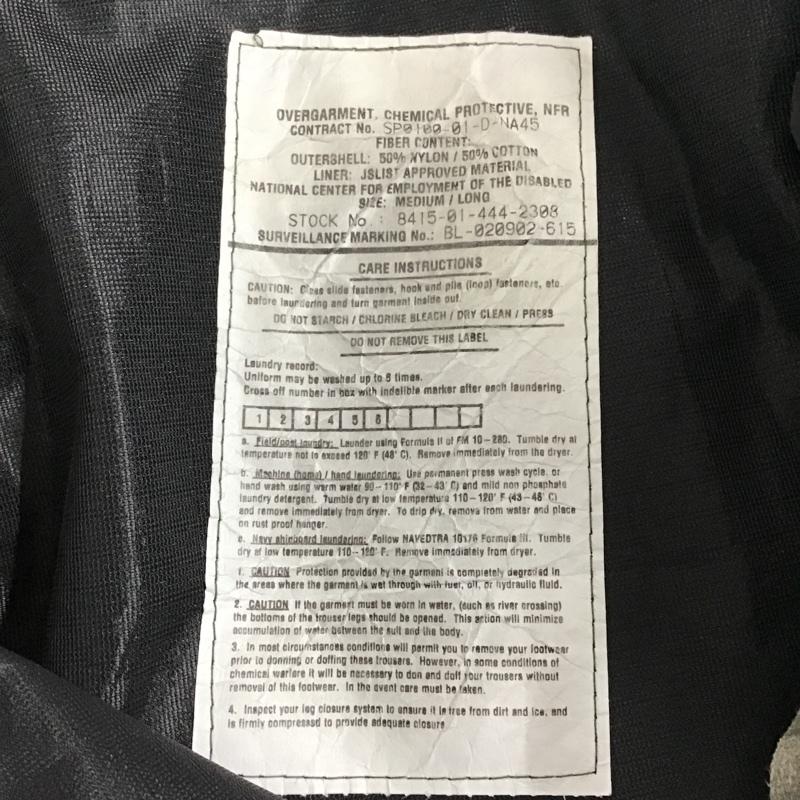 OVERGARMENT, CHEMICAL PROTECTIVE, NFR
CONTRACT No. SP0100-01-D-NA45
FIBER CONTENT:
OUTERSHELL: 50% NYLON / 50% COTTON
LINER: JSLIST APPROVED MATERIAL
NATIONAL CENTER FOR EMPLOYMENT OF THE DISABLED
SIZE: MEDIUM / LONG
STOCK No.: 8415-01-444-2308
SURVEILLANCE MARKING No.: BL-020902-615
CARE INSTRUCTIONS
CAUTION: Close slide fasteners, hook and pile (loop) fasteners, etc.
before laundering and turn garment inside out.
DO NOT STARCH / CHLORINE BLEACH / DRY CLEAN / PRESS
DO NOT REMOVE THIS LABEL
Laundry record:
Uniform may be washed up to 6 times.
Cross off number in box with indelible marker after each laundering.
1 2 3 4 5 6
a. Field/post laundry: Launder using Formula II of FM 10-280. Tumble dry at
temperature not to exceed 120° F (48° C). Remove immediately from the dryer.
b. Machine (home) / hand laundering: Use permanent press wash cycle, or
hand wash using warm water 90-110° F (32-43° C) and mild non phosphate
laundry detergent. Tumble dry at low temperature 110-120° F (43-48° C)
and remove immediately from dryer. To drip dry, remove from water and place
on rust proof hanger.
c. Navy shipboard laundering: Follow NAVEDTRA 10176 Formula III. Tumble
dry at low temperature 110-120° F. Remove immediately from dryer.
1. CAUTION Protection provided by the garment is completely degraded in
the areas where the garment is wet through with fuel, oil, or hydraulic fluid.
2. CAUTION If the garment must be worn in water, (such as river crossing)
the bottoms of the trouser legs should be opened. This action will minimize
accumulation of water between the suit and the body.
3. In most circumstances conditions will permit you to remove your footwear
prior to donning or doffing these trousers. However, in some conditions of
chemical warfare it will be necessary to don and doff your trousers without
removal of this footwear. In the event care must be taken.
4. Inspect your leg closure system to ensure it is free from dirt and ice, and
is firmly compressed to provide adequate closure.